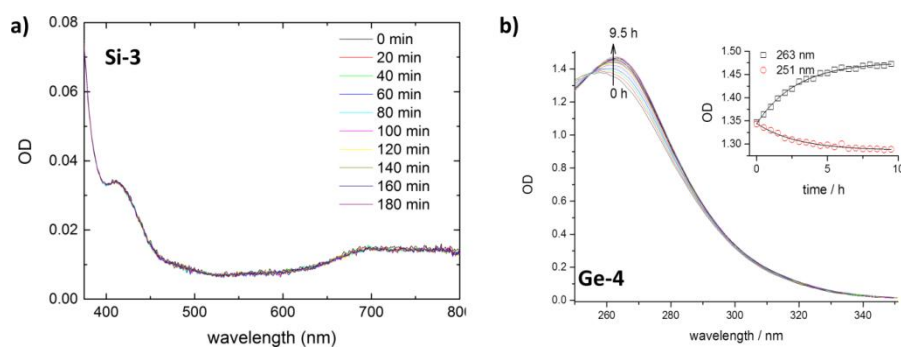 a)
Si-3
0 min
20 min
40 min
60 min
80 min
100 min
120 min
140 min
160 min
180 min
0.08
0.06
0.04
0.02
0.00
OD
400 500 600 700 80
wavelength (nm)
b)
9.5 h
0 h
Ge-4
1.4
1.2
1.0
0.8
0.6
0.4
0.2
0.0
OD
260 280 300 320 340
wavelength / nm
263 nm
251 nm
1.50
1.45
1.40
1.35
1.30
OD
0 5 10
time / h